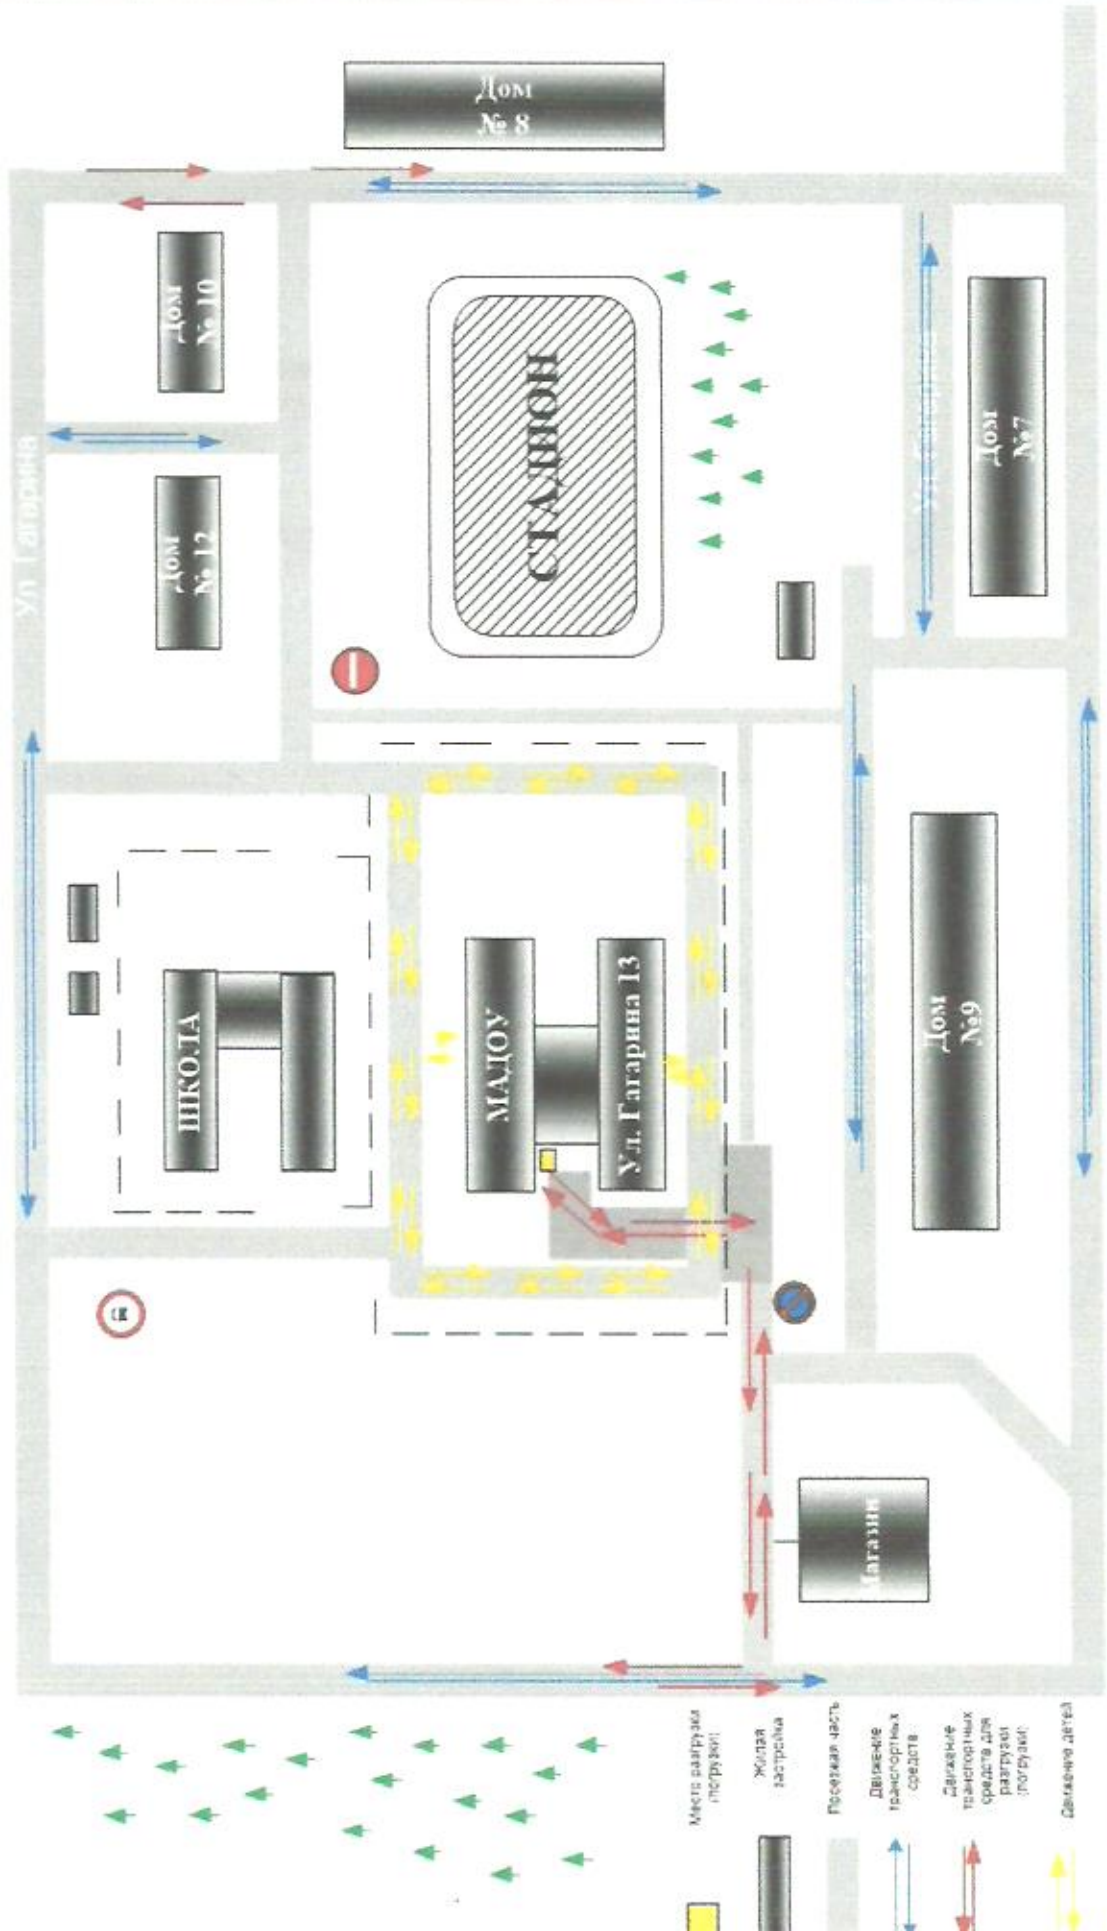 Дом
№ 8
Дом
№ 10
Дом
№ 12
Ул. Гагарина
СТАДИОН
Дом
№7
Дом
№9
ШКОЛА
МАДОУ
Ул. Гагарина 13
Магазин
Место разгрузки
(погрузки)
Жилая
застройка
Проезжая часть
Движение
транспортных
средств
Движение
транспортных
средств для
разгрузки
(погрузки)
Движение детей